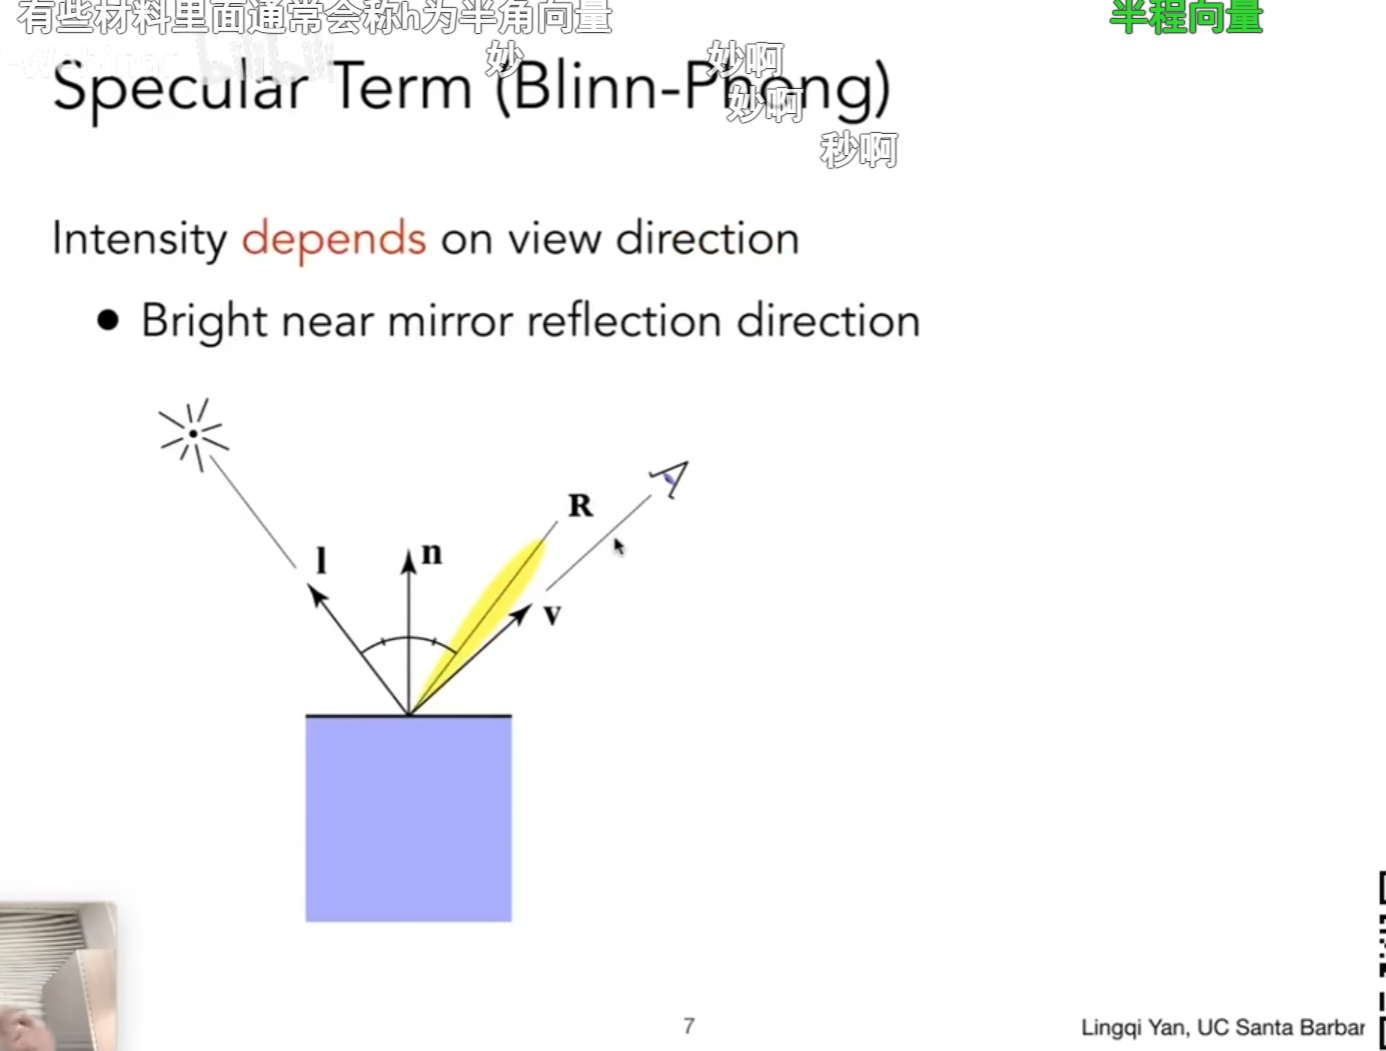 有些材料里面通常会称h为半角向量
半程向量
妙
妙啊
妙啊
秒啊
bilibili
Specular Term (Blinn-Phong)
Intensity depends on view direction
● Bright near mirror reflection direction
R
l
n
v
7
Lingqi Yan, UC Santa Barbar